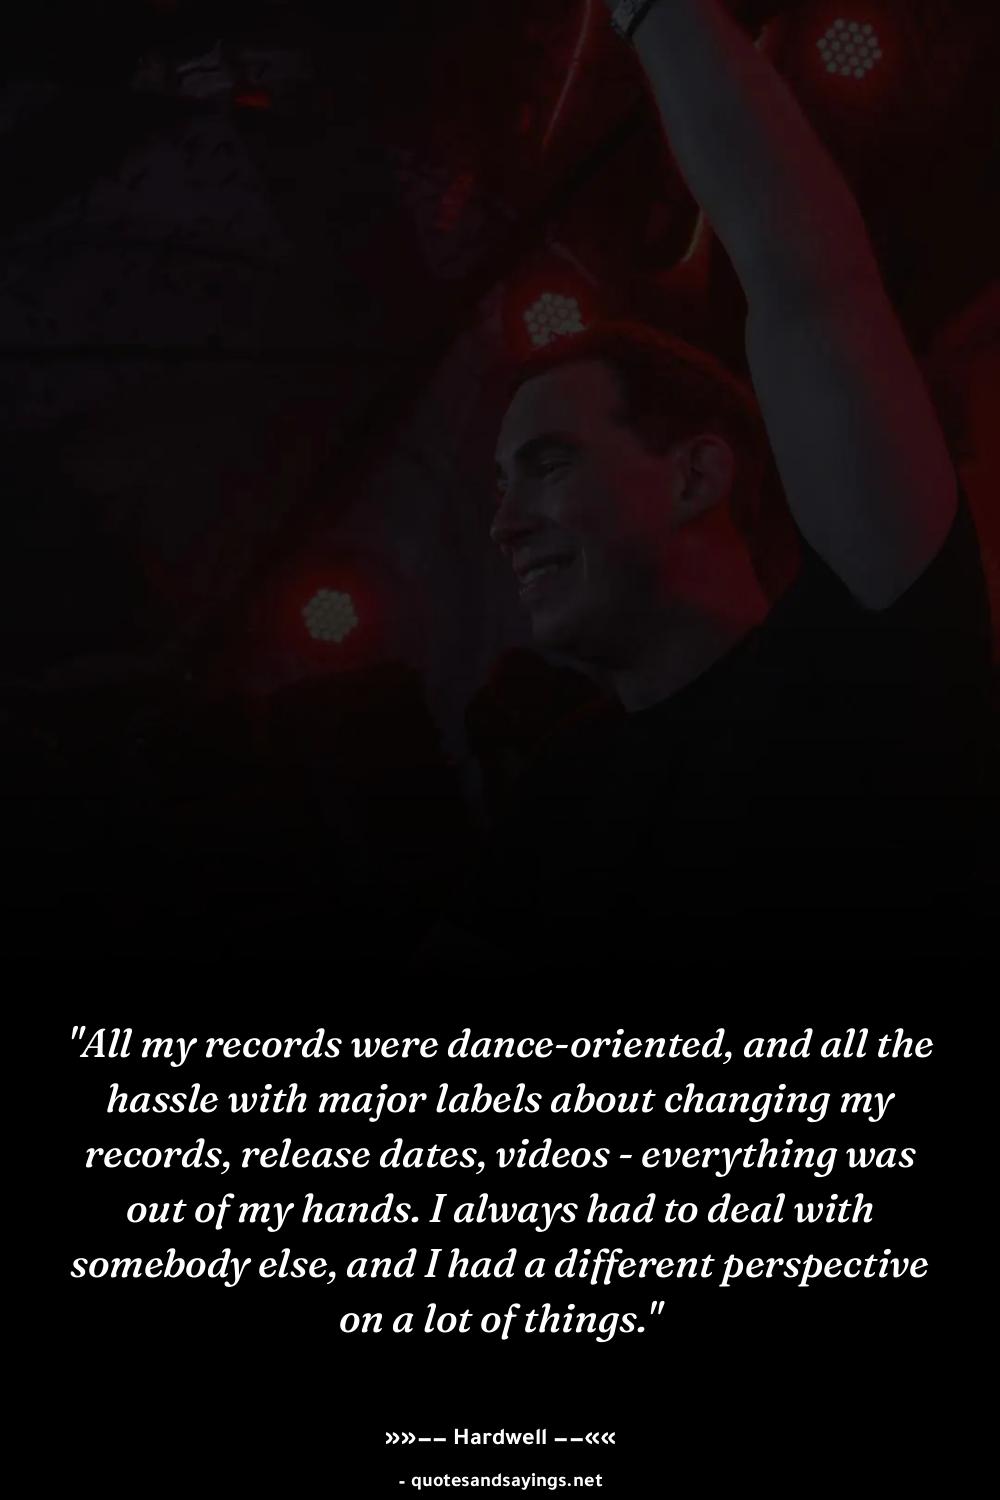 "All my records were dance-oriented, and all the
hassle with major labels about changing my
records, release dates, videos - everything was
out of my hands. I always had to deal with
somebody else, and I had a different perspective
on a lot of things."
»»−− Hardwell −−««
- quotesandsayings.net